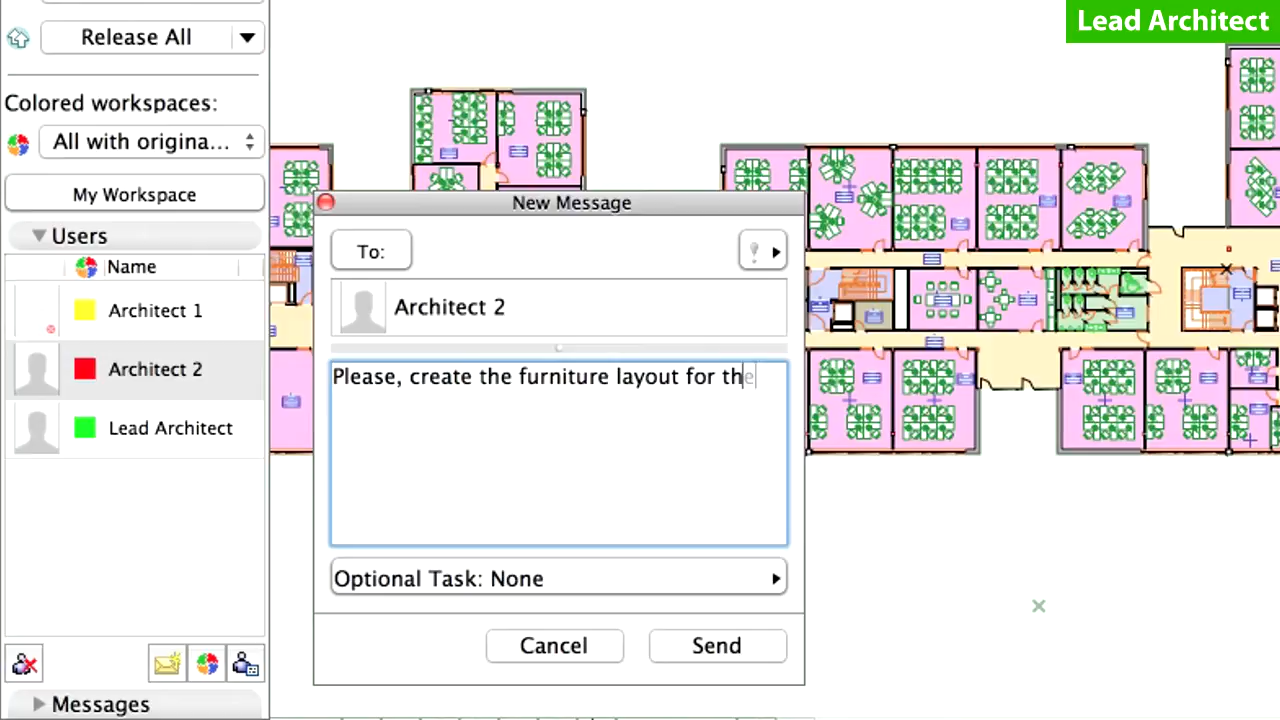 Lead Architect
Release All
Colored workspaces:
All with origina...
My Workspace
Users
Name
Architect 1
Architect 2
Lead Architect
Messages
New Message
To:
Architect 2
Please, create the furniture layout for the
Optional Task: None
Cancel
Send